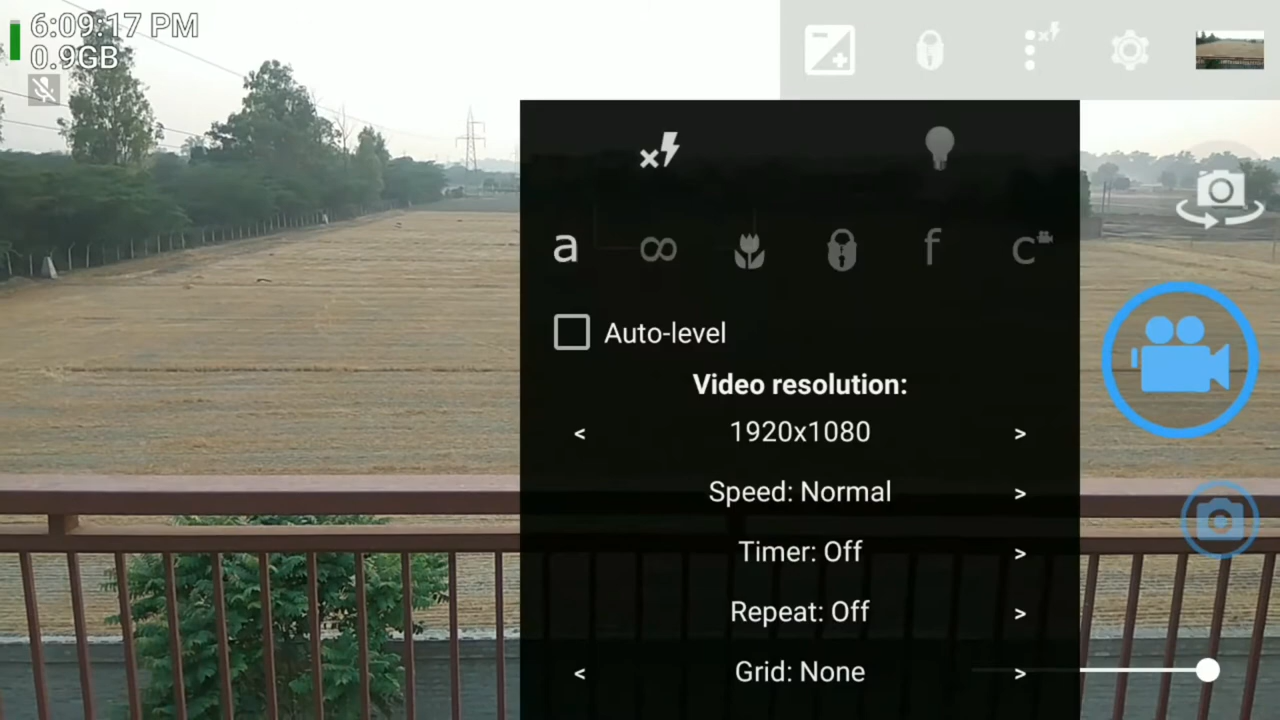 6:09:17 PM
0.9GB
a
f
c
Auto-level
Video resolution:
< 1920x1080 >
Speed: Normal >
Timer: Off >
Repeat: Off >
< Grid: None >